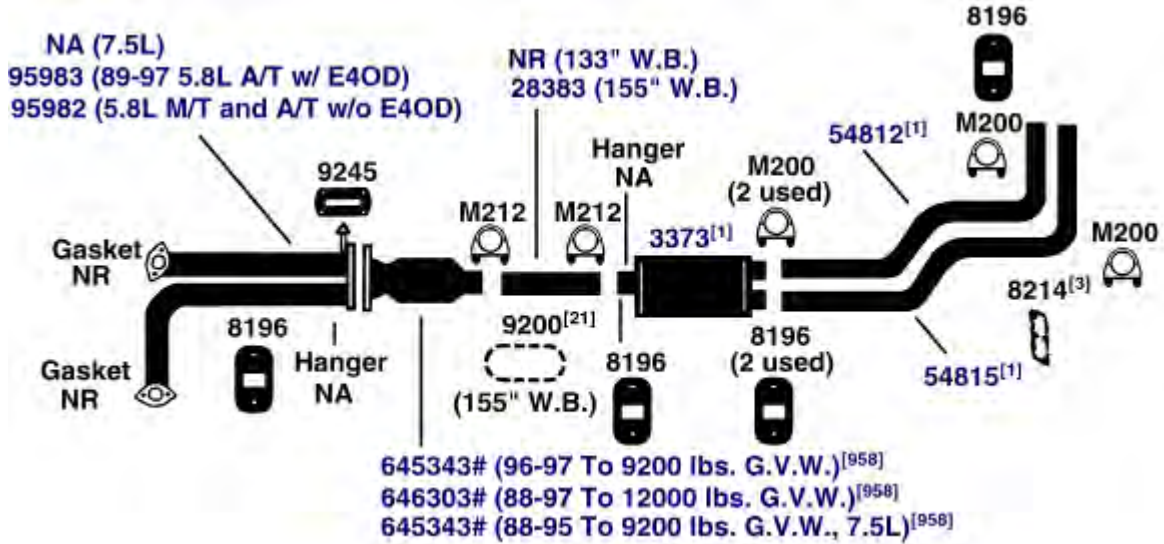 NA (7.5L)
95983 (89-97 5.8L A/T w/ E4OD)
95982 (5.8L M/T and A/T w/o E4OD)
NR (133" W.B.)
28383 (155" W.B.)
8196
9245
Hanger
NA
M200
(2 used)
54812[1]
M200
M212
M212
3373[1]
M200
Gasket
NR
8214[3]
8196
9200[21]
8196
8196
(2 used)
54815[1]
Gasket
NR
Hanger
NA
(155" W.B.)
645343# (96-97 To 9200 lbs. G.V.W.)[958]
646303# (88-97 To 12000 lbs. G.V.W.)[958]
645343# (88-95 To 9200 lbs. G.V.W., 7.5L)[958]